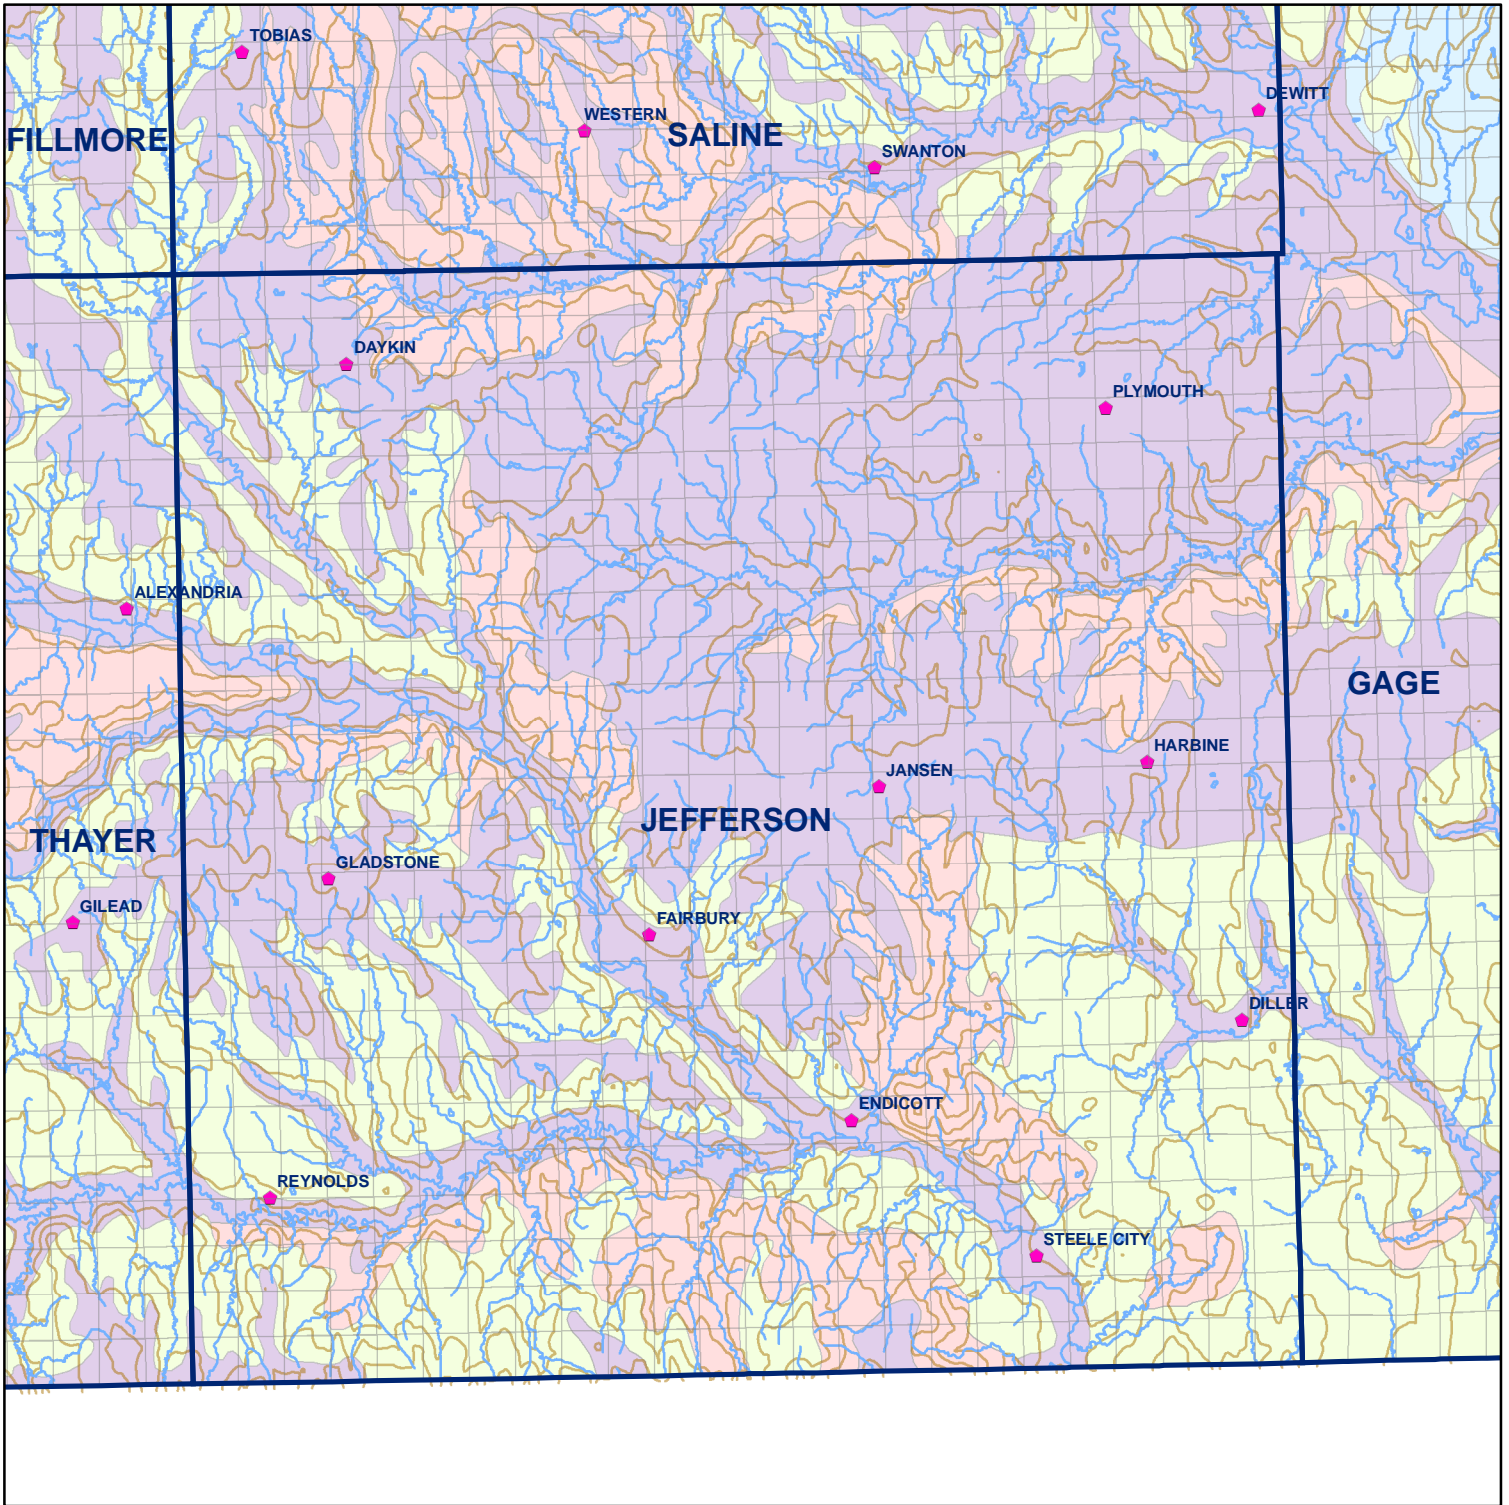 TOBIAS
DEWITT
WESTERN
FILLMORE
SALINE
SWANTON
DAYKIN
PLYMOUTH
ALEXANDRIA
GAGE
HARBINE
JANSEN
JEFFERSON
THAYER
GLADSTONE
GILEAD
FAIRBURY
DILLER
ENDICOTT
REYNOLDS
STEELE CITY